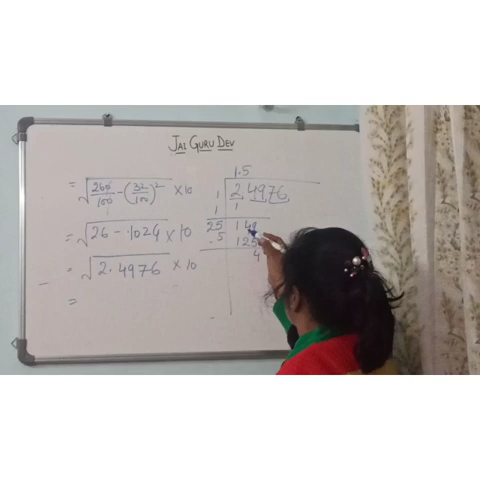 JAI GURU DEV
= √(260/100 - (32/100)²) × 10
= √(26 - .1024) × 10
= √(2.4976) × 10
=
1.5
1 | 2.4976
1 | 1
25 | 149
.5 | 125
4